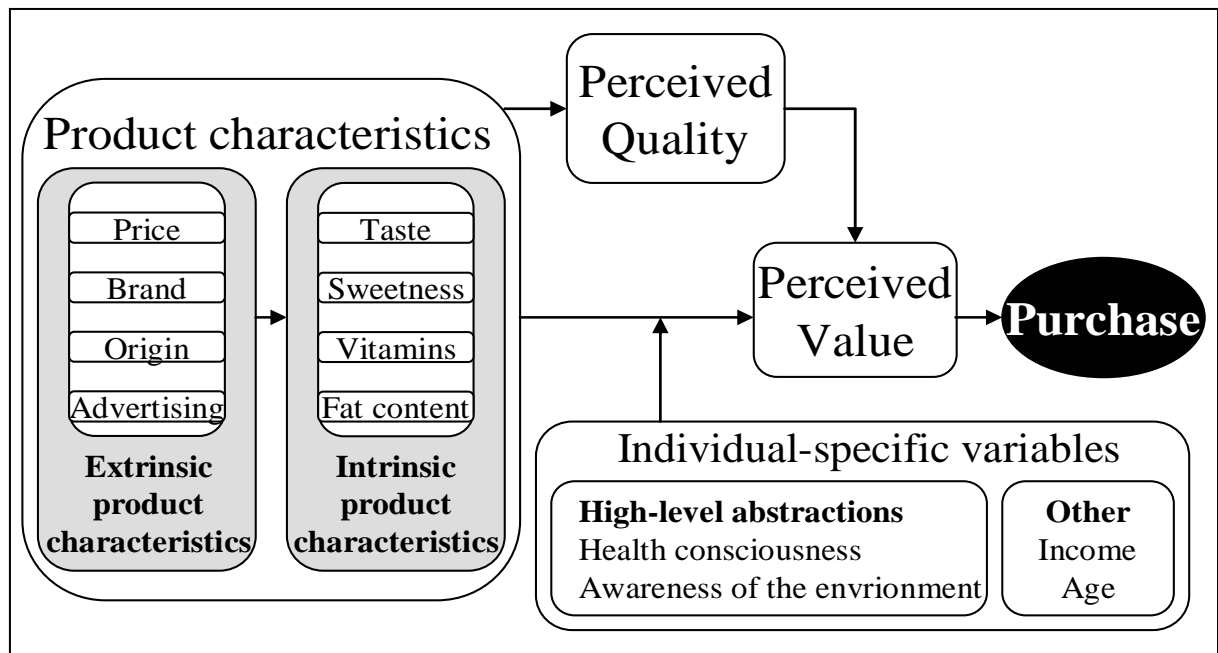 Product characteristics
Price
Brand
Origin
Advertising
Extrinsic
product
characteristics
Taste
Sweetness
Vitamins
Fat content
Intrinsic
product
characteristics
Perceived
Quality
Perceived
Value
Purchase
Individual-specific variables
High-level abstractions
Health consciousness
Awareness of the envrionment
Other
Income
Age